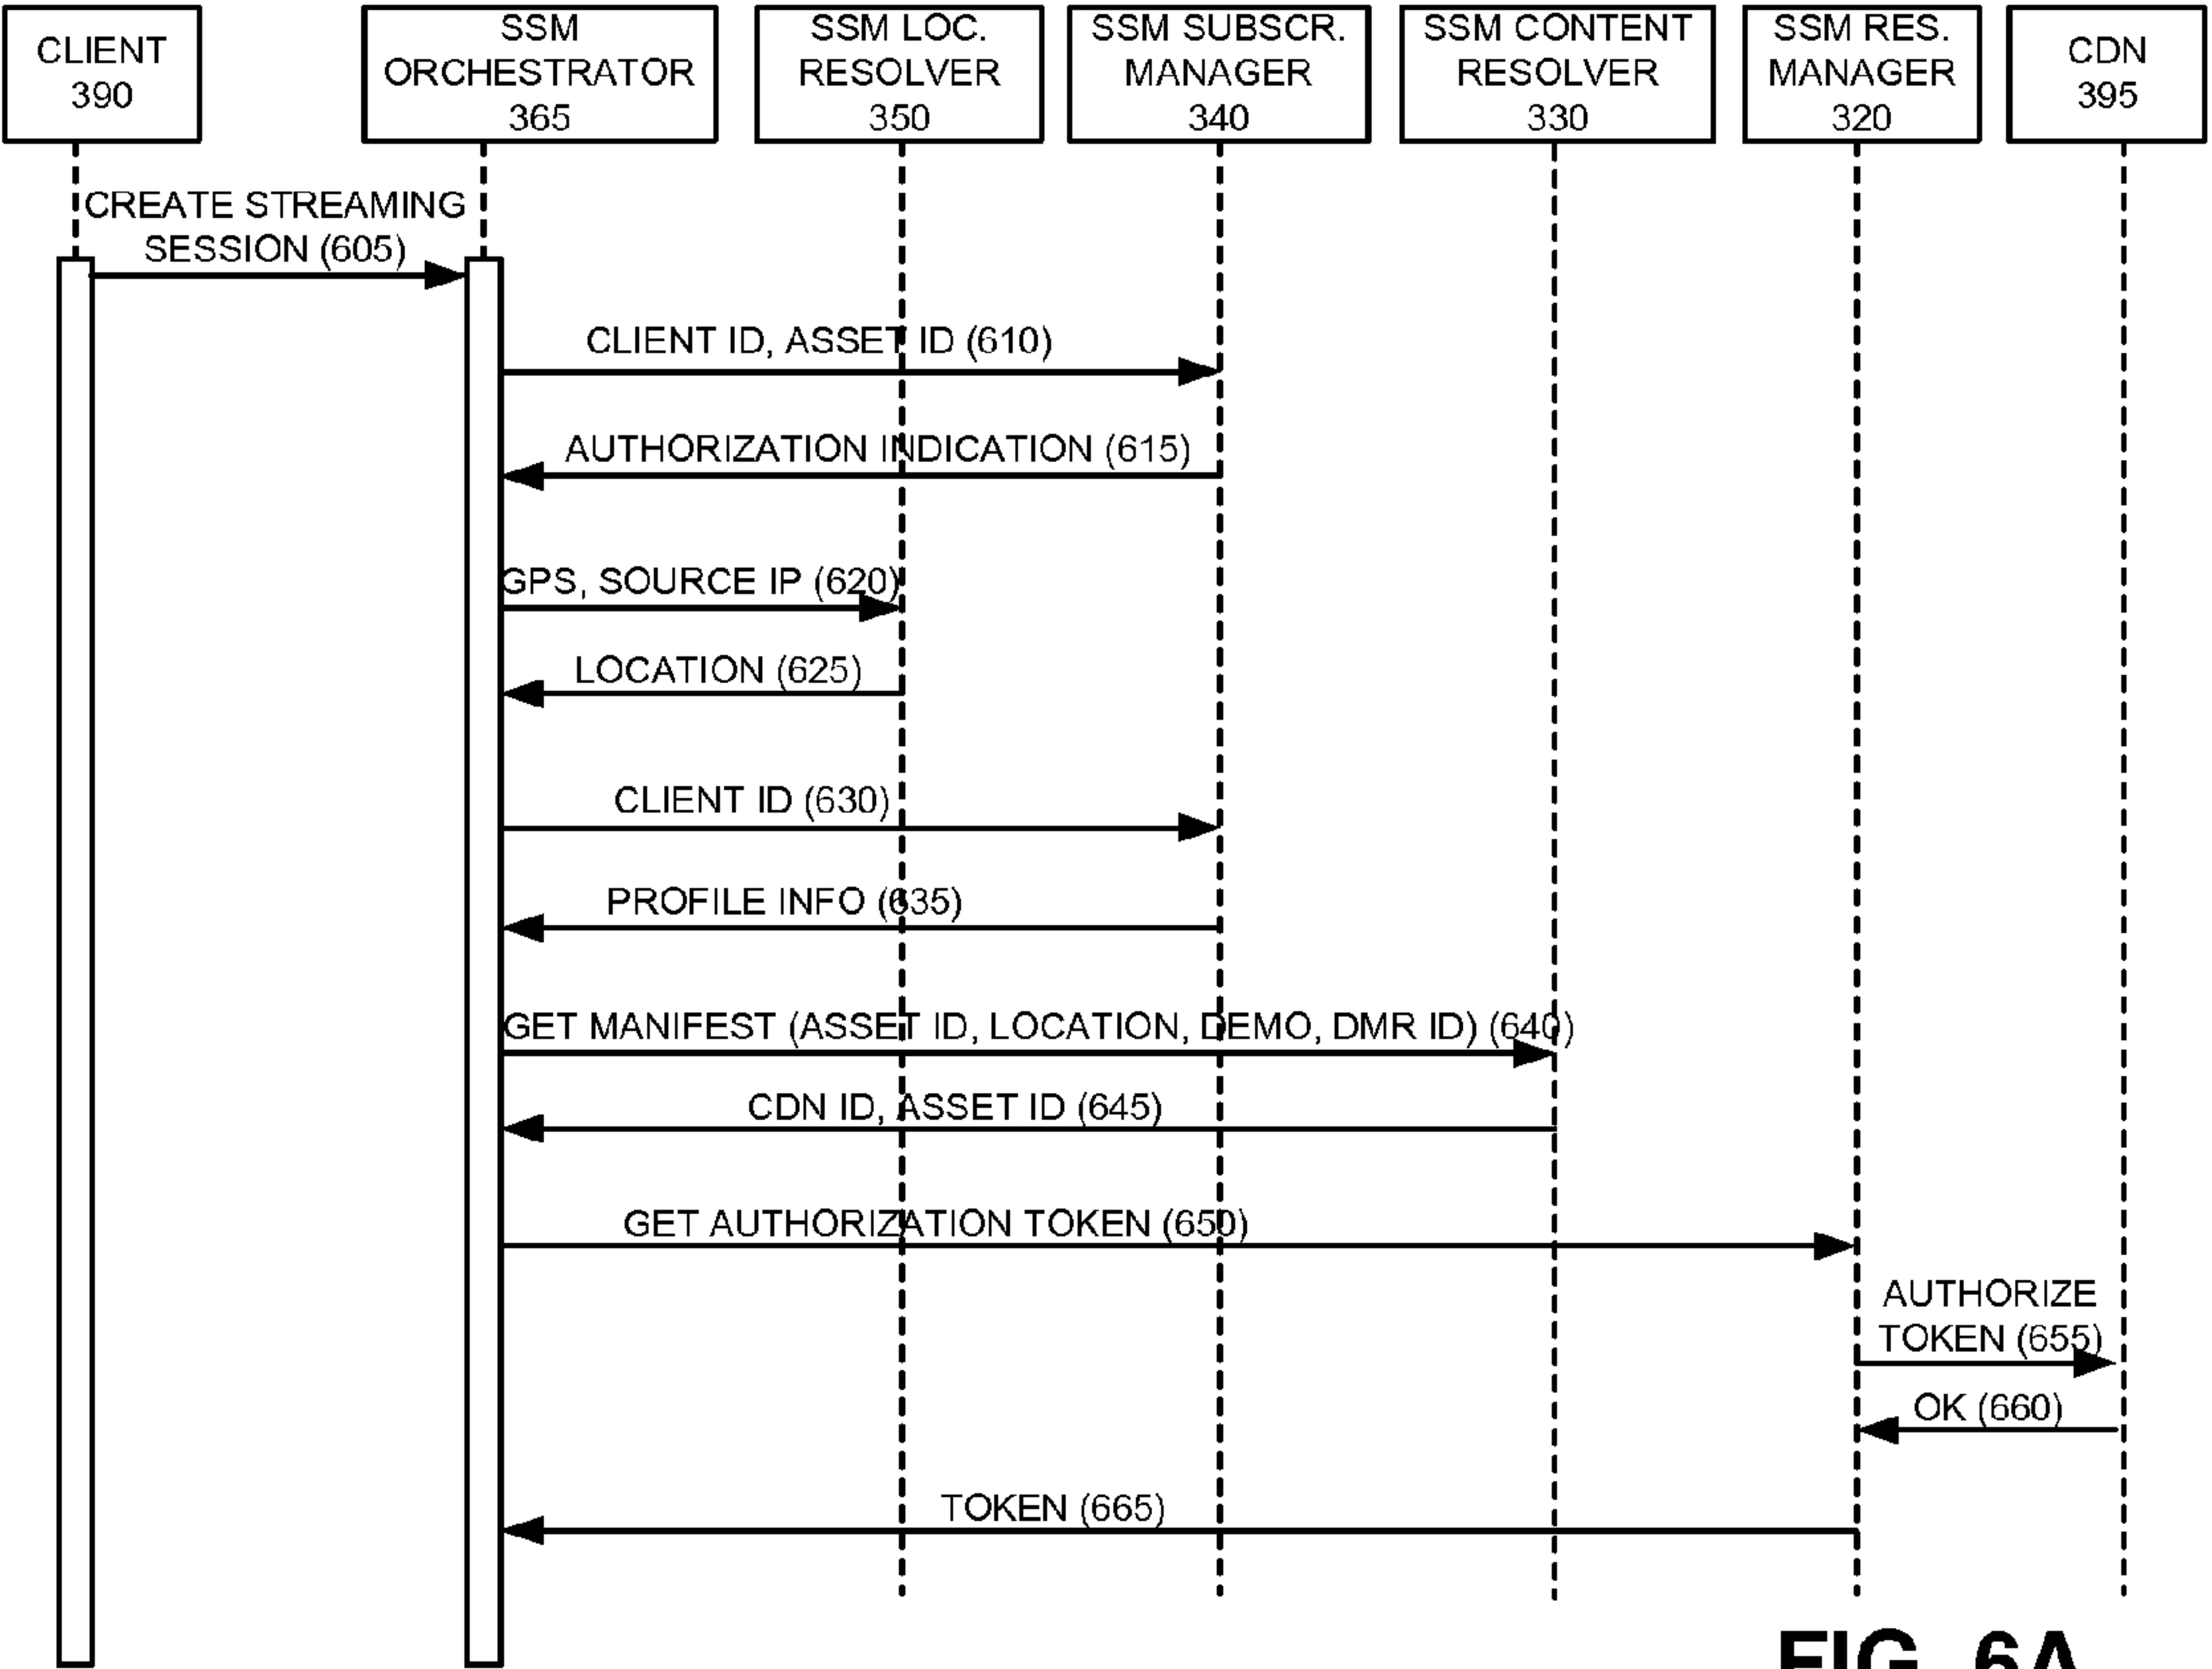 CLIENT
390
SSM
ORCHESTRATOR
365
SSM LOC.
RESOLVER
350
SSM SUBSCR.
MANAGER
340
SSM CONTENT
RESOLVER
330
SSM RES.
MANAGER
320
CDN
395
CREATE STREAMING
SESSION (605)
CLIENT ID, ASSET ID (610)
AUTHORIZATION INDICATION (615)
GPS, SOURCE IP (620)
LOCATION (625)
CLIENT ID (630)
PROFILE INFO (635)
GET MANIFEST (ASSET ID, LOCATION, DEMO, DMR ID) (640)
CDN ID, ASSET ID (645)
GET AUTHORIZATION TOKEN (650)
AUTHORIZE
TOKEN (655)
OK (660)
TOKEN (665)
FIG. 6A